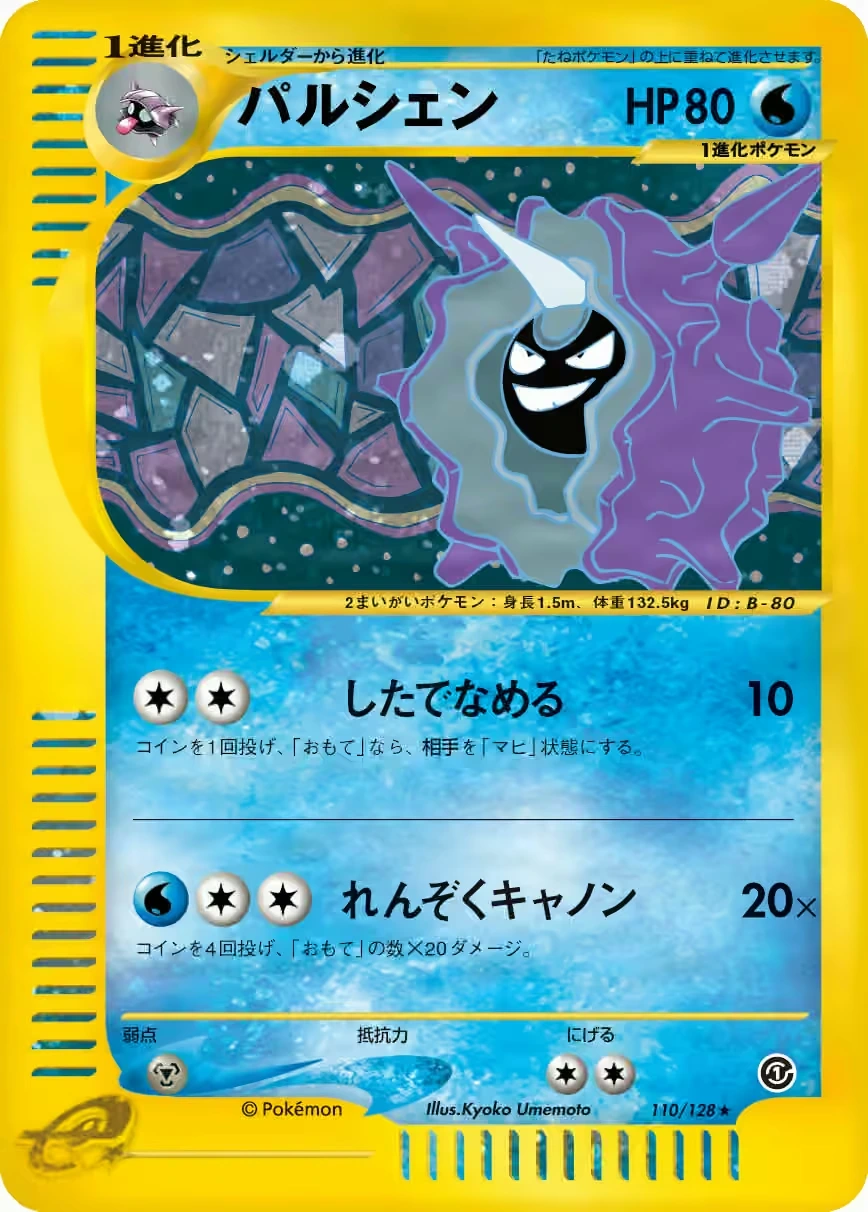 1進化
シェルダーから進化
「たねポケモン」の上に重ねて進化させます。
パルシェン
HP80
1進化ポケモン
2まいがいポケモン：身長1.5m、体重132.5kg ID:B-80
したでなめる 10
コインを1回投げ、「おもて」なら、相手を「マヒ」状態にする。
れんぞくキャノン 20×
コインを4回投げ、「おもて」の数×20ダメージ。
弱点 抵抗力 にげる
© Pokémon Illus.Kyoko Umemoto 110/128★